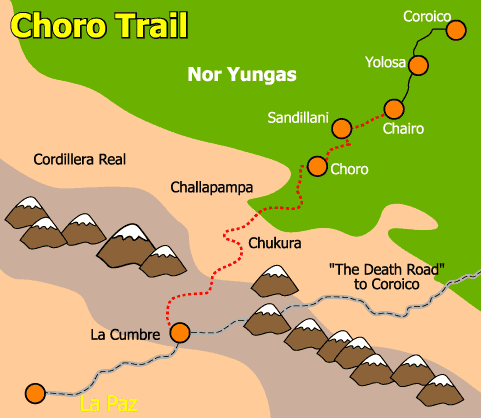 Choro Trail
Coroico
Yolosa
Nor Yungas
Sandillani
Chairo
Cordillera Real
Choro
Challapampa
Chukura
"The Death Road"
to Coroico
La Cumbre
La Paz